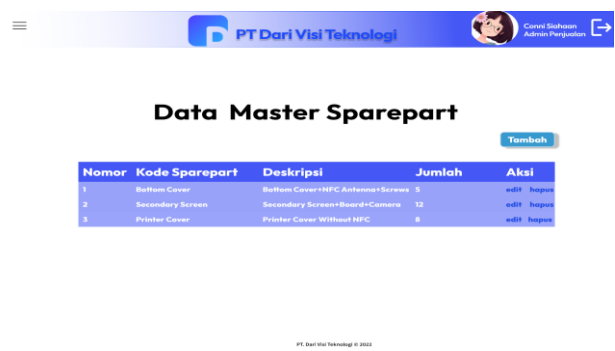 PT Dari Visi Teknologi
Conni Siahaan
Admin Penjualan
Data Master Sparepart
Tambah
Nomor Kode Sparepart Deskripsi Jumlah Aksi
1 Bottom Cover Bottom Cover+NFC Antenna+Screws 5 edit hapus
2 Secondary Screen Secondary Screen+Board+Camera 12 edit hapus
3 Printer Cover Printer Cover Without NFC 8 edit hapus
PT. Dari Visi Teknologi © 2022